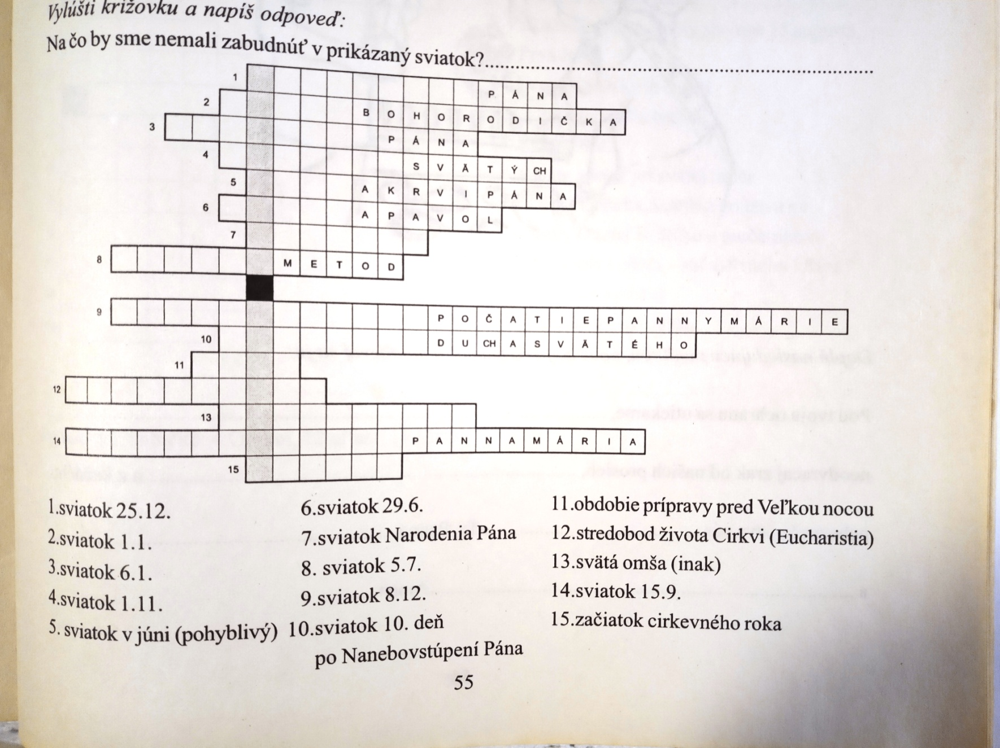 Vylúšti krížovku a napíš odpoveď:
Na čo by sme nemali zabudnúť v prikázaný sviatok?
1 P Á N A
2 B O H O R O D I Č K A
3 P Á N A
4 S V Ä T Ý CH
5 A K R V I P Á N A
6 A P A V O L
7
8 M E T O D
9 P O Č A T I E P A N N Y M Á R I E
10 D U CH A S V Ä T É H O
11
12
13
14 P A N N A M Á R I A
15
1.sviatok 25.12.
2.sviatok 1.1.
3.sviatok 6.1.
4.sviatok 1.11.
5. sviatok v júni (pohyblivý)
6.sviatok 29.6.
7.sviatok Narodenia Pána
8. sviatok 5.7.
9.sviatok 8.12.
10.sviatok 10. deň
po Nanebovstúpení Pána
11.obdobie prípravy pred Veľkou nocou
12.stredobod života Cirkvi (Eucharistia)
13.svätá omša (inak)
14.sviatok 15.9.
15.začiatok cirkevného roka
55